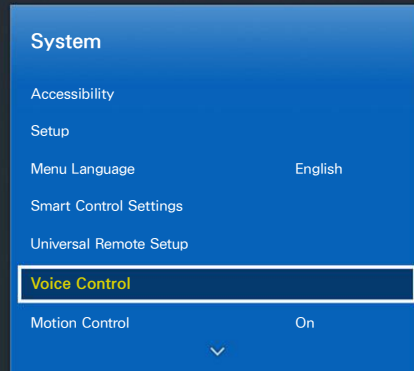 System
Accessibility
Setup
Menu Language English
Smart Control Settings
Universal Remote Setup
Voice Control
Motion Control On